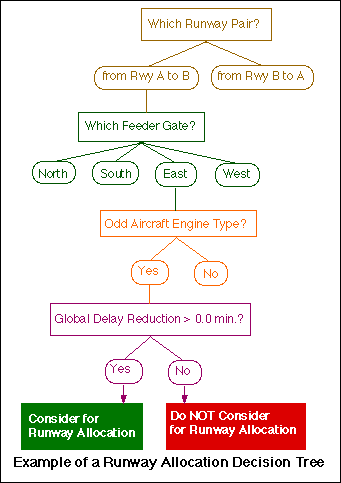 Which Runway Pair?
from Rwy A to B
from Rwy B to A
Which Feeder Gate?
North
South
East
West
Odd Aircraft Engine Type?
Yes
No
Global Delay Reduction > 0.0 min.?
Yes
No
Consider for
Runway Allocation
Do NOT Consider
for Runway Allocation
Example of a Runway Allocation Decision Tree